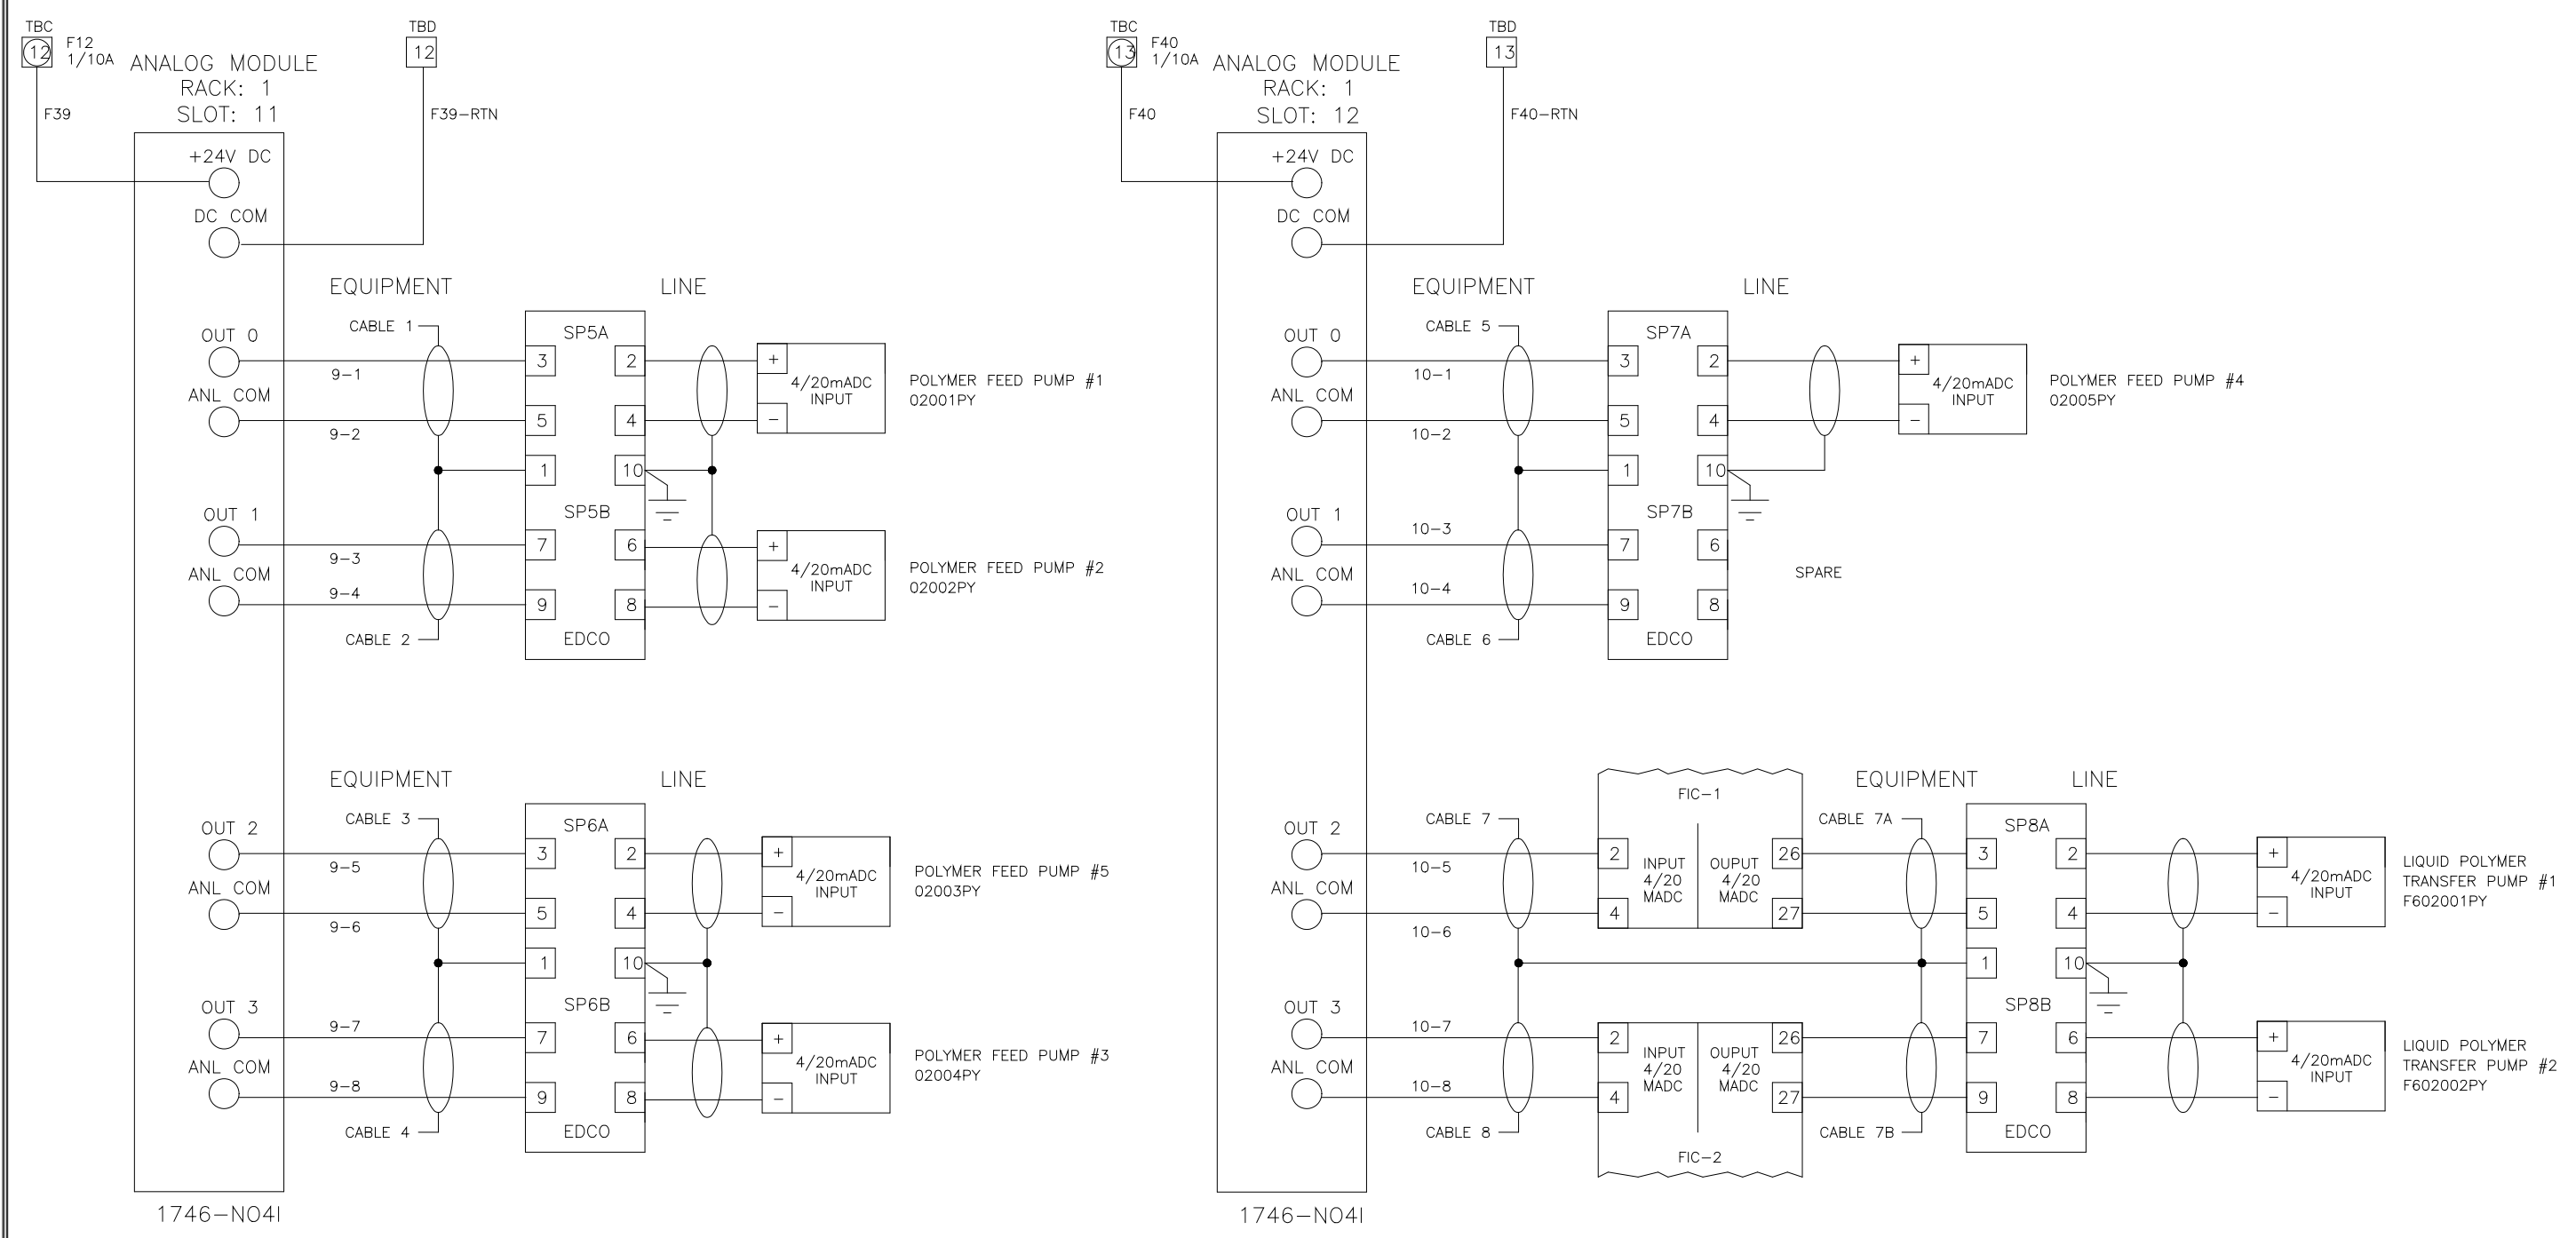 TBC
12
F12
1/10A
F39
ANALOG MODULE
RACK: 1
SLOT: 11
TBD
12
F39-RTN
+24V DC
DC COM
EQUIPMENT
LINE
OUT 0
ANL COM
CABLE 1
9-1
9-2
SP5A
3
2
5
4
1
10
+
-
4/20mADC
INPUT
POLYMER FEED PUMP #1
02001PY
OUT 1
ANL COM
9-3
9-4
CABLE 2
SP5B
7
6
9
8
EDCO
+
-
4/20mADC
INPUT
POLYMER FEED PUMP #2
02002PY
EQUIPMENT
LINE
OUT 2
ANL COM
CABLE 3
9-5
9-6
SP6A
3
2
5
4
1
10
+
-
4/20mADC
INPUT
POLYMER FEED PUMP #5
02003PY
OUT 3
ANL COM
9-7
9-8
CABLE 4
SP6B
7
6
9
8
EDCO
+
-
4/20mADC
INPUT
POLYMER FEED PUMP #3
02004PY
1746-NO4I
TBC
13
F40
1/10A
F40
ANALOG MODULE
RACK: 1
SLOT: 12
TBD
13
F40-RTN
+24V DC
DC COM
EQUIPMENT
LINE
OUT 0
ANL COM
CABLE 5
10-1
10-2
SP7A
3
2
5
4
1
10
+
-
4/20mADC
INPUT
POLYMER FEED PUMP #4
02005PY
OUT 1
ANL COM
10-3
10-4
CABLE 6
SP7B
7
6
9
8
EDCO
SPARE
OUT 2
ANL COM
CABLE 7
10-5
10-6
FIC-1
2
4
INPUT
4/20
MADC
OUPUT
4/20
MADC
26
27
EQUIPMENT
LINE
CABLE 7A
SP8A
3
2
5
4
1
10
+
-
4/20mADC
INPUT
LIQUID POLYMER
TRANSFER PUMP #1
F602001PY
OUT 3
ANL COM
10-7
10-8
CABLE 8
2
4
INPUT
4/20
MADC
OUPUT
4/20
MADC
26
27
FIC-2
CABLE 7B
SP8B
7
6
9
8
EDCO
+
-
4/20mADC
INPUT
LIQUID POLYMER
TRANSFER PUMP #2
F602002PY
1746-NO4I